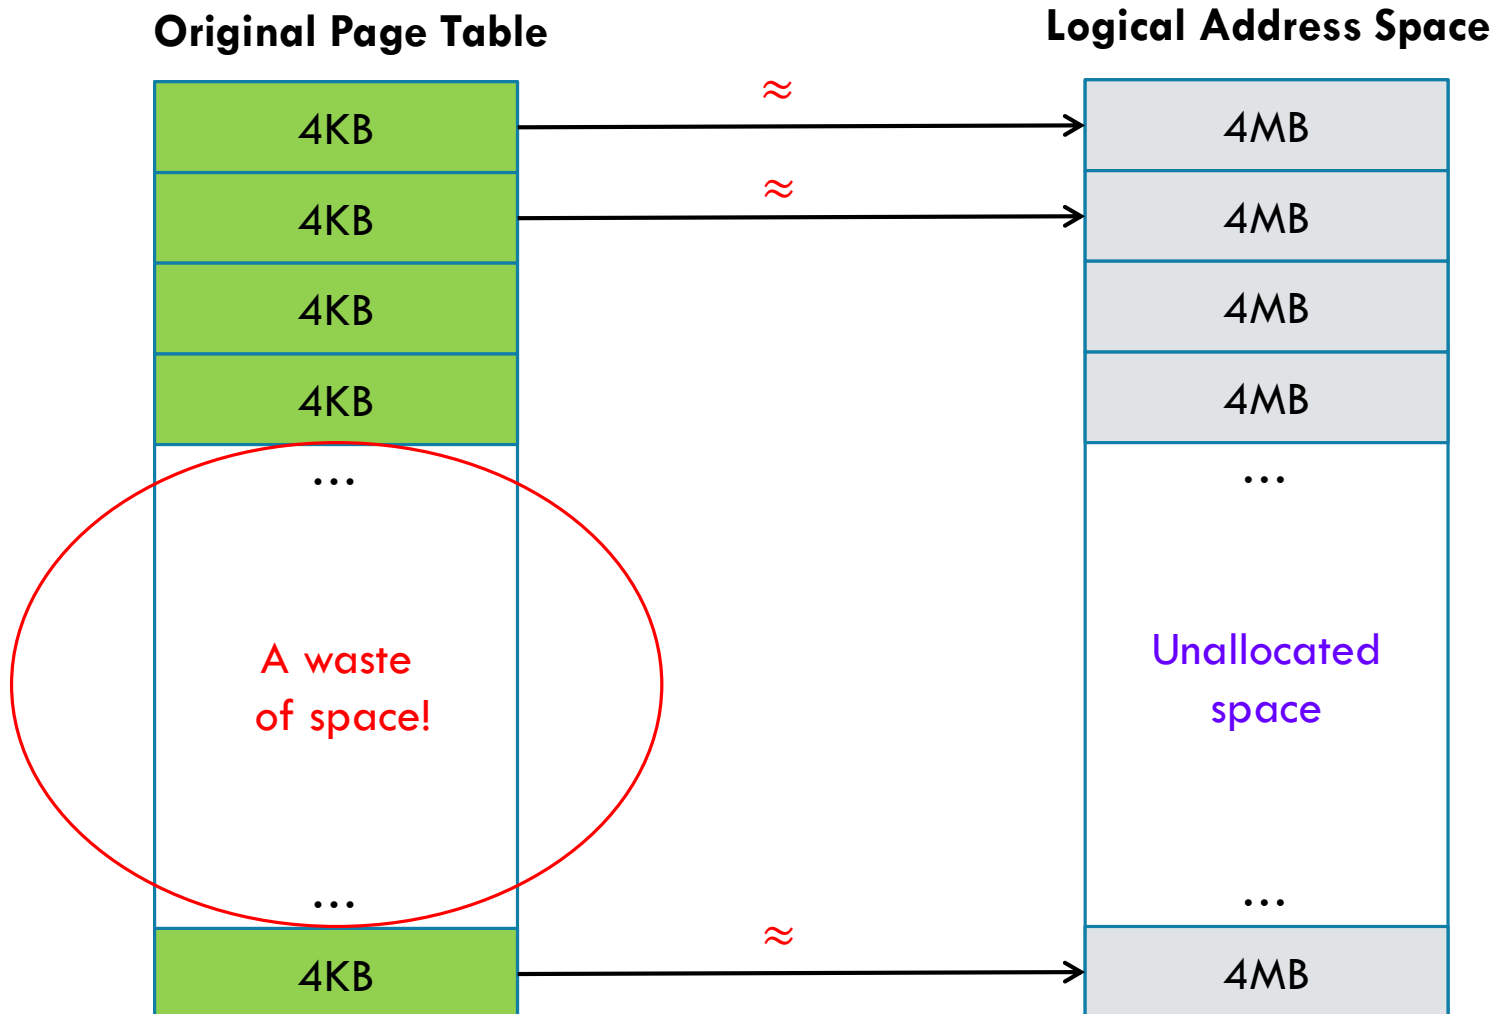 Original Page Table
Logical Address Space
≈
4KB
4MB
≈
4KB
4MB
4KB
4MB
4KB
4MB
...
...
A waste
of space!
Unallocated
space
...
...
≈
4KB
4MB